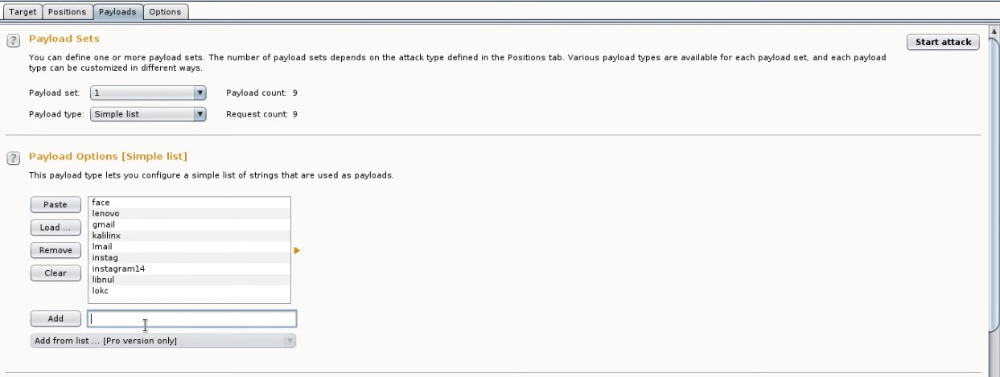 Target Positions Payloads Options
? Payload Sets
Start attack
You can define one or more payload sets. The number of payload sets depends on the attack type defined in the Positions tab. Various payload types are available for each payload set, and each payload
type can be customized in different ways.
Payload set: 1 Payload count: 9
Payload type: Simple list Request count: 9
? Payload Options [Simple list]
This payload type lets you configure a simple list of strings that are used as payloads.
Paste
Load ...
Remove
Clear
face
lenovo
gmail
kalilinx
lmail
instag
instagram14
libnul
lokc
Add
Add from list ... [Pro version only]